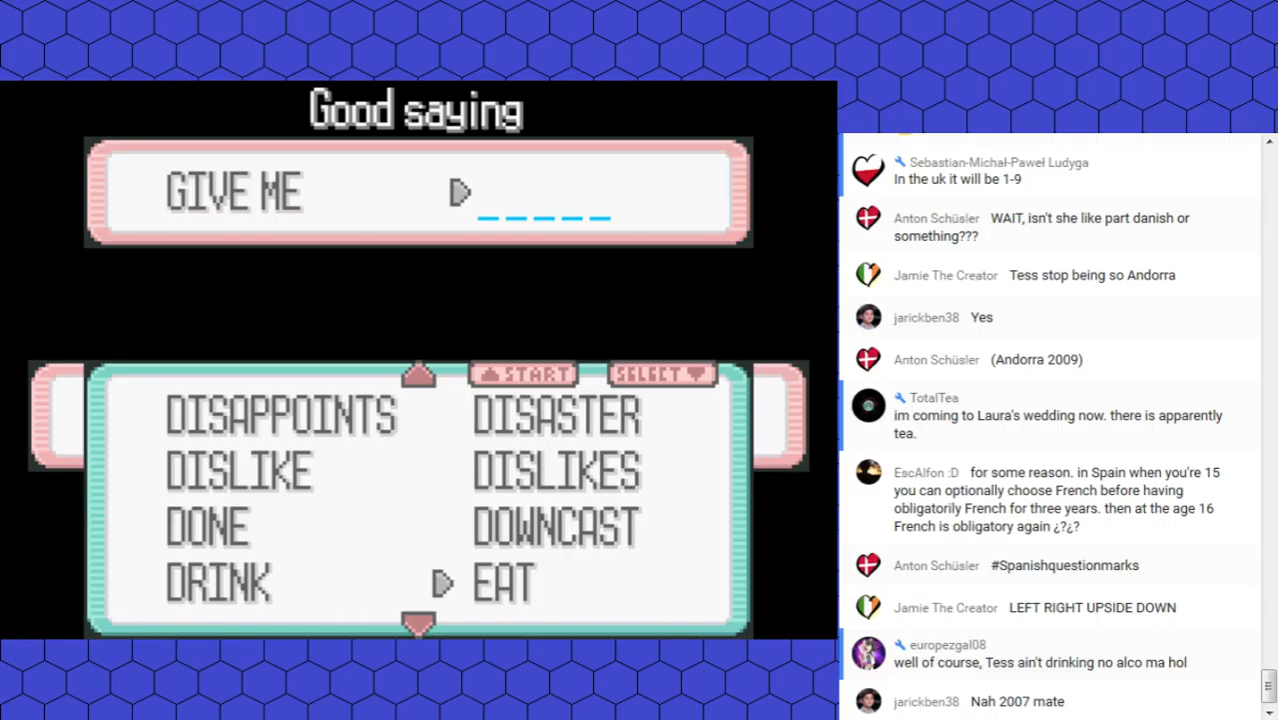 Good saying
GIVE ME
START SELECT
DISAPPOINTS DISASTER
DISLIKE DISLIKES
DONE DOWNCAST
DRINK EAT
Sebastian-Michał-Paweł Ludyga
In the uk it will be 1-9
Anton Schüsler WAIT, isn't she like part danish or
something???
Jamie The Creator Tess stop being so Andorra
jarickben38 Yes
Anton Schüsler (Andorra 2009)
TotalTea
im coming to Laura's wedding now. there is apparently
tea.
EscAlfon :D for some reason. in Spain when you're 15
you can optionally choose French before having
obligatorily French for three years. then at the age 16
French is obligatory again ¿?¿?
Anton Schüsler #Spanishquestionmarks
Jamie The Creator LEFT RIGHT UPSIDE DOWN
europezgal08
well of course, Tess ain't drinking no alco ma hol
jarickben38 Nah 2007 mate